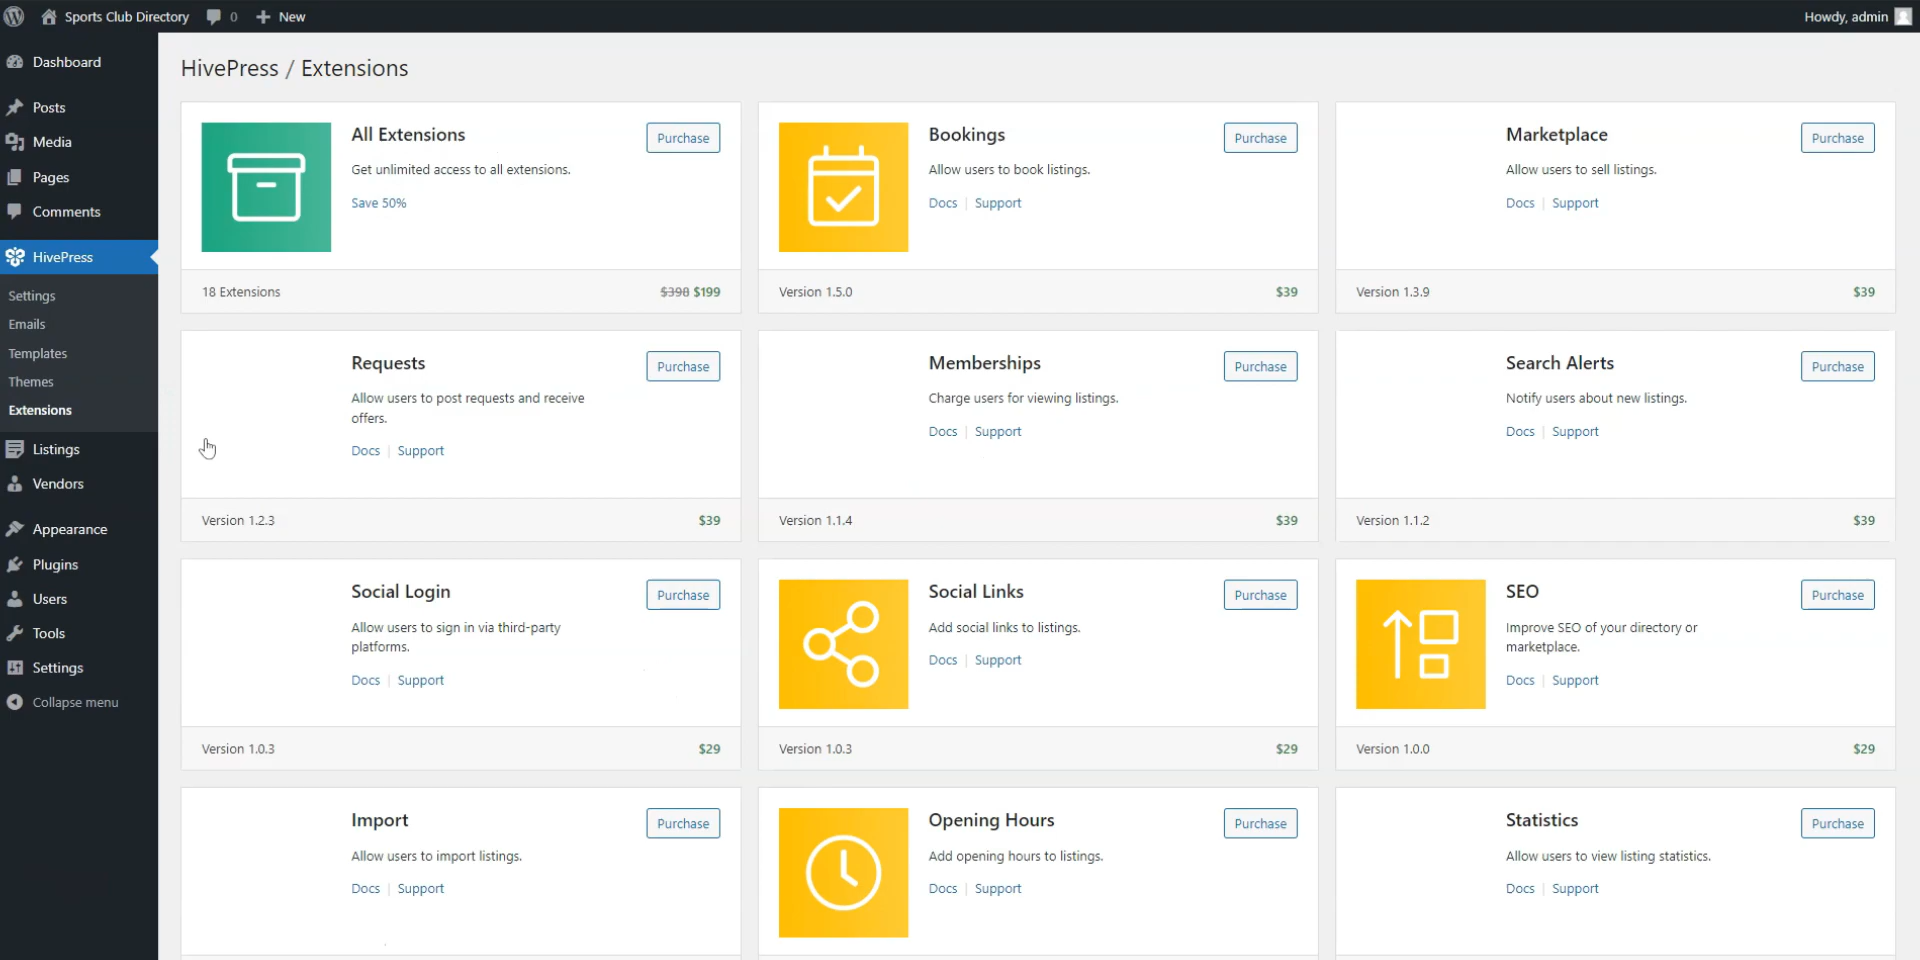 Sports Club Directory
0
New
Howdy, admin
Dashboard
Posts
Media
Pages
Comments
HivePress
Settings
Emails
Templates
Themes
Extensions
Listings
Vendors
Appearance
Plugins
Users
Tools
Settings
Collapse menu
HivePress / Extensions
All Extensions
Purchase
Get unlimited access to all extensions.
Save 50%
18 Extensions
$398 $199
Bookings
Purchase
Allow users to book listings.
Docs | Support
Version 1.5.0
$39
Marketplace
Purchase
Allow users to sell listings.
Docs | Support
Version 1.3.9
$39
Requests
Purchase
Allow users to post requests and receive
offers.
Docs | Support
Version 1.2.3
$39
Memberships
Purchase
Charge users for viewing listings.
Docs | Support
Version 1.1.4
$39
Search Alerts
Purchase
Notify users about new listings.
Docs | Support
Version 1.1.2
$39
Social Login
Purchase
Allow users to sign in via third-party
platforms.
Docs | Support
Version 1.0.3
$29
Social Links
Purchase
Add social links to listings.
Docs | Support
Version 1.0.3
$29
SEO
Purchase
Improve SEO of your directory or
marketplace.
Docs | Support
Version 1.0.0
$29
Import
Purchase
Allow users to import listings.
Docs | Support
Opening Hours
Purchase
Add opening hours to listings.
Docs | Support
Statistics
Purchase
Allow users to view listing statistics.
Docs | Support